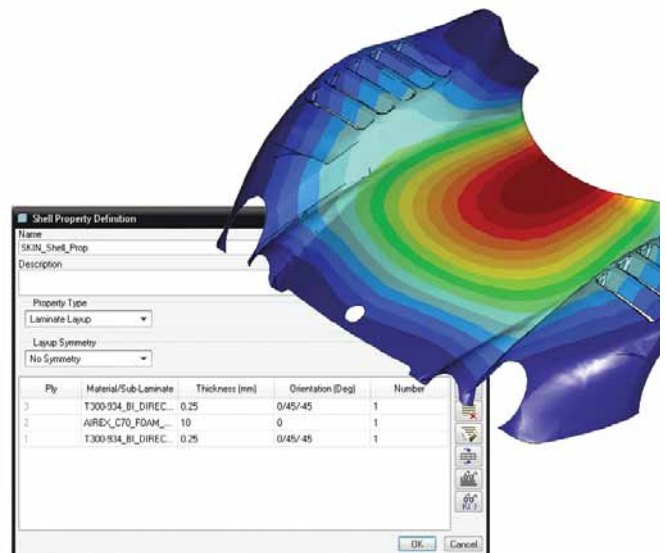 Shell Property Definition
Name
SKIN_Shell_Prop
Description
Property Type
Laminate Layup
Layup Symmetry
No Symmetry
Ply Material/Sub-Laminate Thickness (mm) Orientation (Deg) Number
3 T300-934_BI_DIREC... 0.25 0/45/-45 1
2 AIREX_C70_FOAM_... 10 0 1
1 T300-934_BI_DIREC... 0.25 0/45/-45 1
OK Cancel